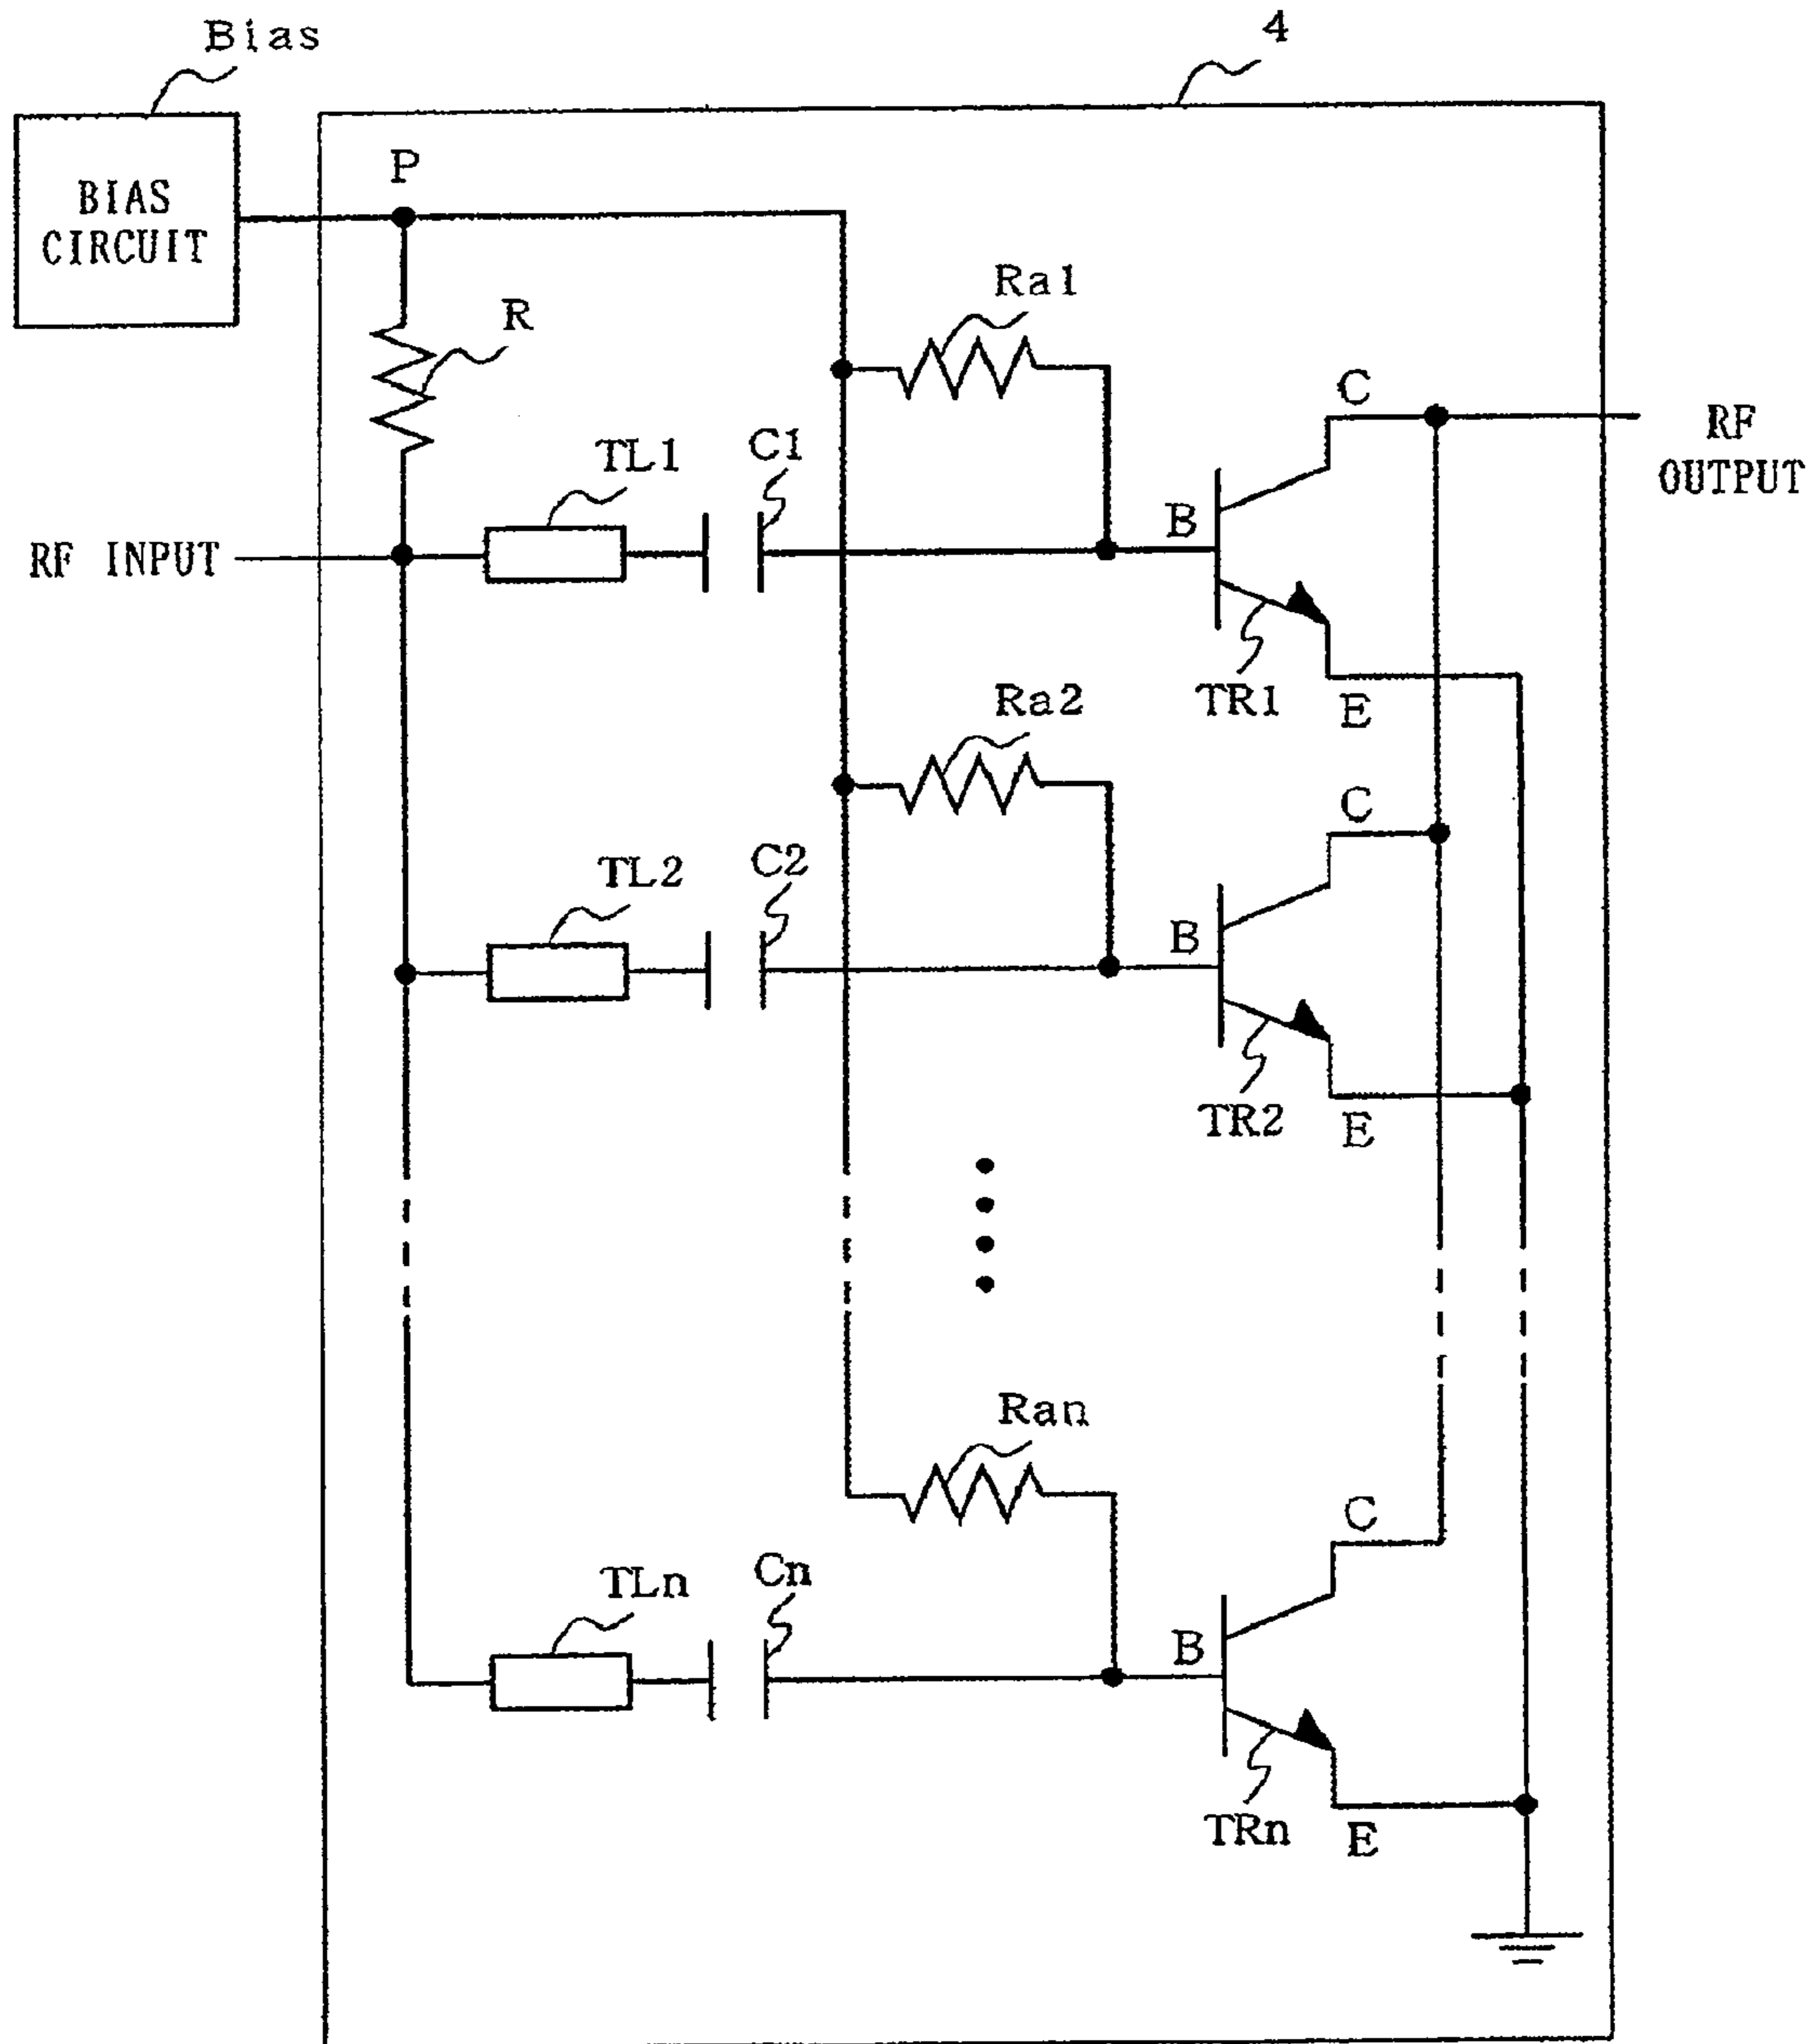 Bias
4
BIAS
CIRCUIT
P
R
Ra1
C
RF
OUTPUT
TL1
C1
B
RF INPUT
TR1
E
Ra2
C
TL2
C2
B
TR2
E
Ran
C
TLn
Cn
B
TRn
E